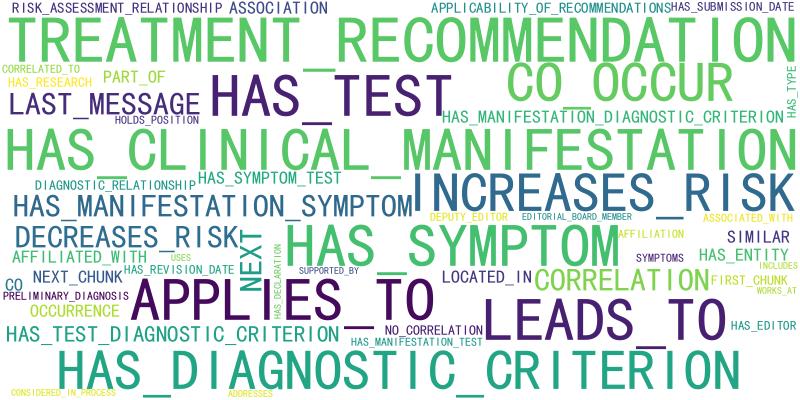 RISK_ASSESSMENT_RELATIONSHIP ASSOCIATION APPLICABILITY_OF_RECOMMENDATIONS HAS_SUBMISSION_DATE
TREATMENT_RECOMMENDATION
CORRELATED_TO
HAS_RESEARCH PART_OF
CO_OCCUR
HAS_TYPE
LAST_MESSAGE HAS_TEST
HOLDS_POSITION
HAS_MANIFESTATION_DIAGNOSTIC_CRITERION
HAS_CLINICAL_MANIFESTATION
DIAGNOSTIC_RELATIONSHIP HAS_SYMPTOM_TEST
INCREASES_RISK
HAS_MANIFESTATION_SYMPTOM
DEPUTY_EDITOR EDITORIAL_BOARD_MEMBER ASSOCIATED_WITH
DECREASES_RISK NEXT HAS_SYMPTOM AFFILIATION SIMILAR
AFFILIATED_WITH USES HAS_DECLARATION SYMPTOMS HAS_ENTITY
INCLUDES
CO NEXT_CHUNK HAS_REVISION_DATE SUPPORTED_BY LOCATED_IN CORRELATION FIRST_CHUNK
WORKS_AT
PRELIMINARY_DIAGNOSIS APPLIES_TO LEADS_TO
OCCURRENCE
HAS_TEST_DIAGNOSTIC_CRITERION NO_CORRELATION HAS_EDITOR
HAS_MANIFESTATION_TEST
HAS_DIAGNOSTIC_CRITERION
CONSIDERED_IN_PROCESS ADDRESSES